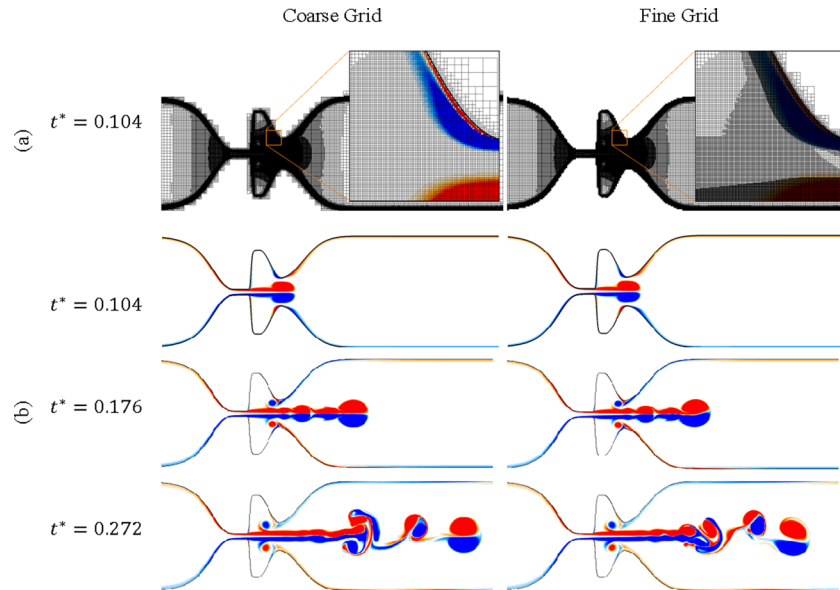 Coarse Grid Fine Grid
(a)
t* = 0.104
(b)
t* = 0.104
t* = 0.176
t* = 0.272